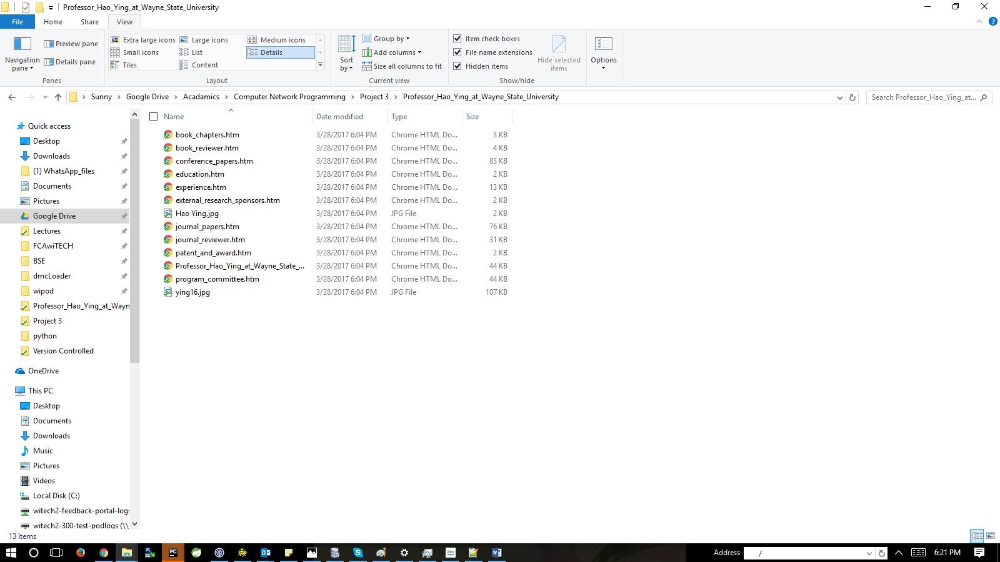 Professor_Hao_Ying_at_Wayne_State_University
File Home Share View
Navigation pane
Preview pane
Details pane
Panes
Extra large icons Large icons Medium icons
Small icons List Details
Tiles Content
Layout
Sort by
Group by
Add columns
Size all columns to fit
Current view
Item check boxes
File name extensions
Hidden items
Hide selected items
Show/hide
Options
Sunny Google Drive Acadamics Computer Network Programming Project 3 Professor_Hao_Ying_at_Wayne_State_University
Search Professor_Hao_Ying_at...
Quick access
Desktop
Downloads
(1) WhatsApp_files
Documents
Pictures
Google Drive
Lectures
FCAwiTECH
BSE
dmcLoader
wipod
Professor_Hao_Ying_at_Wayn
Project 3
python
Version Controlled
OneDrive
This PC
Desktop
Documents
Downloads
Music
Pictures
Videos
Local Disk (C:)
witech2-feedback-portal-logs
witech2-300-test-podlogs (\\
Name Date modified Type Size
book_chapters.htm 3/28/2017 6:04 PM Chrome HTML Do... 3 KB
book_reviewer.htm 3/28/2017 6:04 PM Chrome HTML Do... 4 KB
conference_papers.htm 3/28/2017 6:04 PM Chrome HTML Do... 83 KB
education.htm 3/28/2017 6:04 PM Chrome HTML Do... 2 KB
experience.htm 3/28/2017 6:04 PM Chrome HTML Do... 13 KB
external_research_sponsors.htm 3/28/2017 6:04 PM Chrome HTML Do... 2 KB
Hao Ying.jpg 3/28/2017 6:04 PM JPG File 2 KB
journal_papers.htm 3/28/2017 6:04 PM Chrome HTML Do... 76 KB
journal_reviewer.htm 3/28/2017 6:04 PM Chrome HTML Do... 31 KB
patent_and_award.htm 3/28/2017 6:04 PM Chrome HTML Do... 2 KB
Professor_Hao_Ying_at_Wayne_State_... 3/28/2017 6:04 PM Chrome HTML Do... 44 KB
program_committee.htm 3/28/2017 6:04 PM Chrome HTML Do... 44 KB
ying16.jpg 3/28/2017 6:04 PM JPG File 107 KB
13 items
PC
Address / 6:21 PM